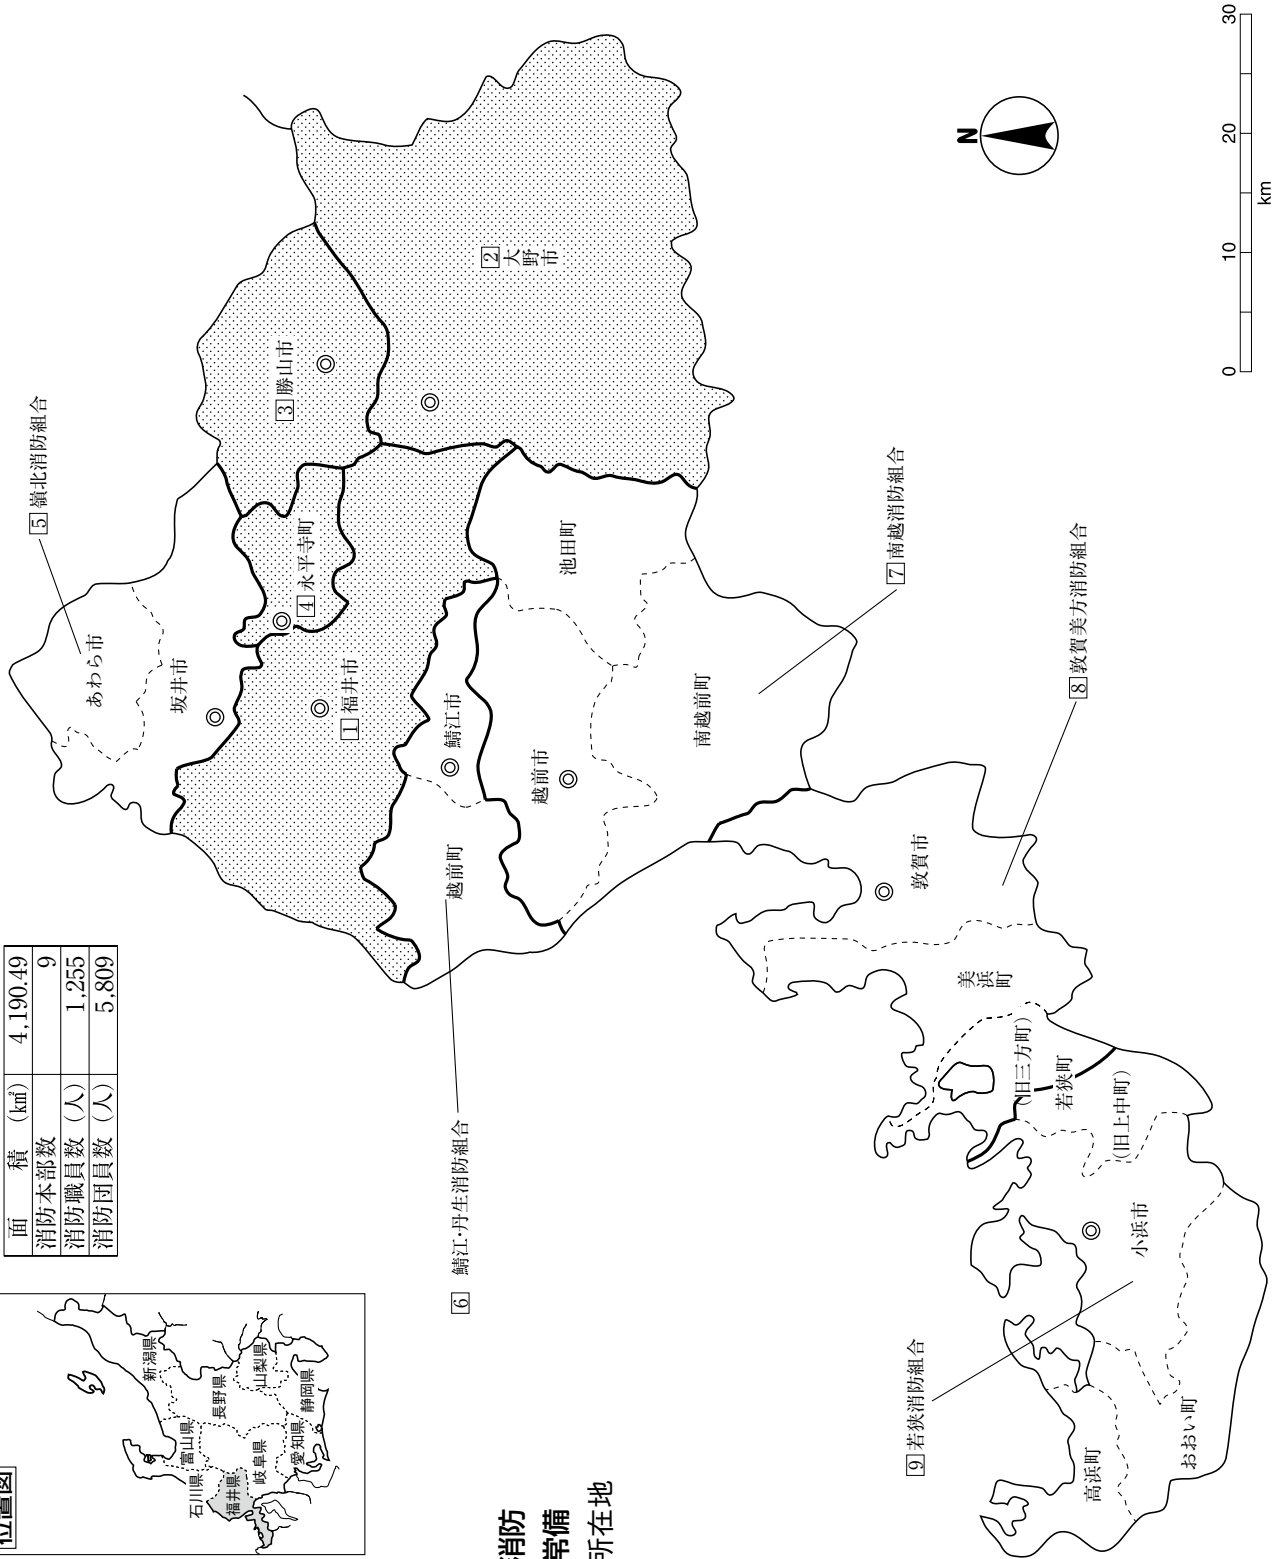 面 積 (㎢) 4,190.49
消防本部数 9
消防職員数 (人) 1,255
消防団員数 (人) 5,809
位置図
新潟県
富山県
長野県
山梨県
石川県
福井県
岐阜県
愛知県
静岡県
消防
常備
所在地
5 嶺北消防組合
あわら市
坂井市
3 勝山市
4 永平寺町
1 福井市
2 大野市
6 鯖江・丹生消防組合
鯖江市
越前町
7 南越消防組合
池田町
越前市
南越前町
8 敦賀美方消防組合
敦賀市
美浜町
(旧三方町)
若狭町
(旧上中町)
9 若狭消防組合
小浜市
おおい町
高浜町
N
0 10 20 30
km